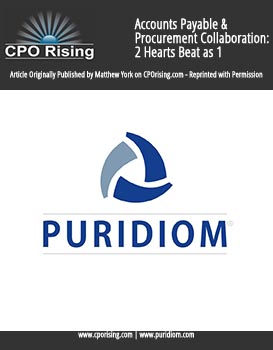 CPO Rising
Accounts Payable &
Procurement Collaboration:
2 Hearts Beat as 1
Article Originally Published by Matthew York on CPOrising.com - Reprinted with Permission
PURIDIOM®
www.cporising.com | www.puridiom.com